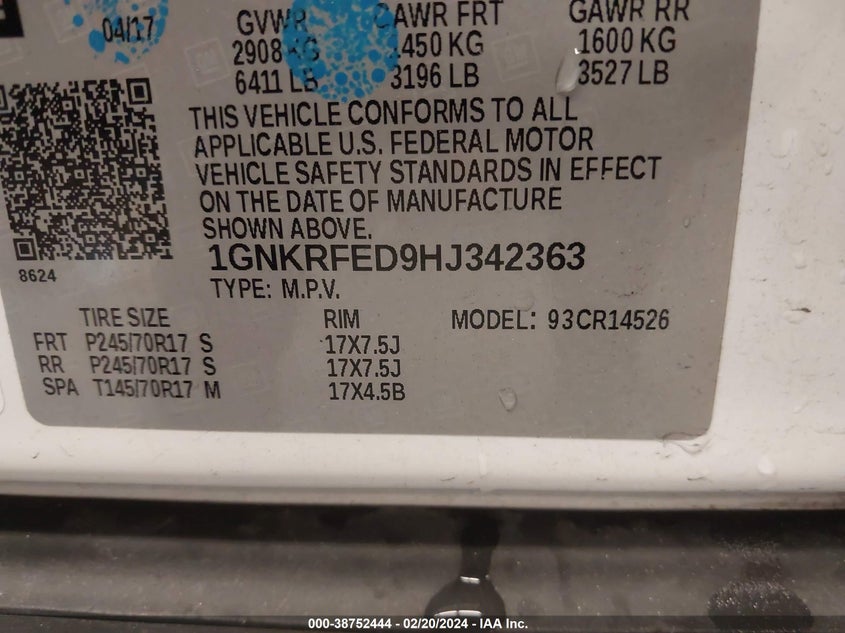 04/17 GVWR GAWR FRT GAWR RR
2908 KG 1450 KG 1600 KG
6411 LB 3196 LB 3527 LB
THIS VEHICLE CONFORMS TO ALL
APPLICABLE U.S. FEDERAL MOTOR
VEHICLE SAFETY STANDARDS IN EFFECT
ON THE DATE OF MANUFACTURE
SHOWN ABOVE.
8624 1GNKRFED9HJ342363
TYPE: M.P.V.
TIRE SIZE RIM MODEL: 93CR14526
FRT P245/70R17 S 17X7.5J
RR P245/70R17 S 17X7.5J
SPA T145/70R17 M 17X4.5B
000-38752444 - 02/20/2024 - IAA Inc.